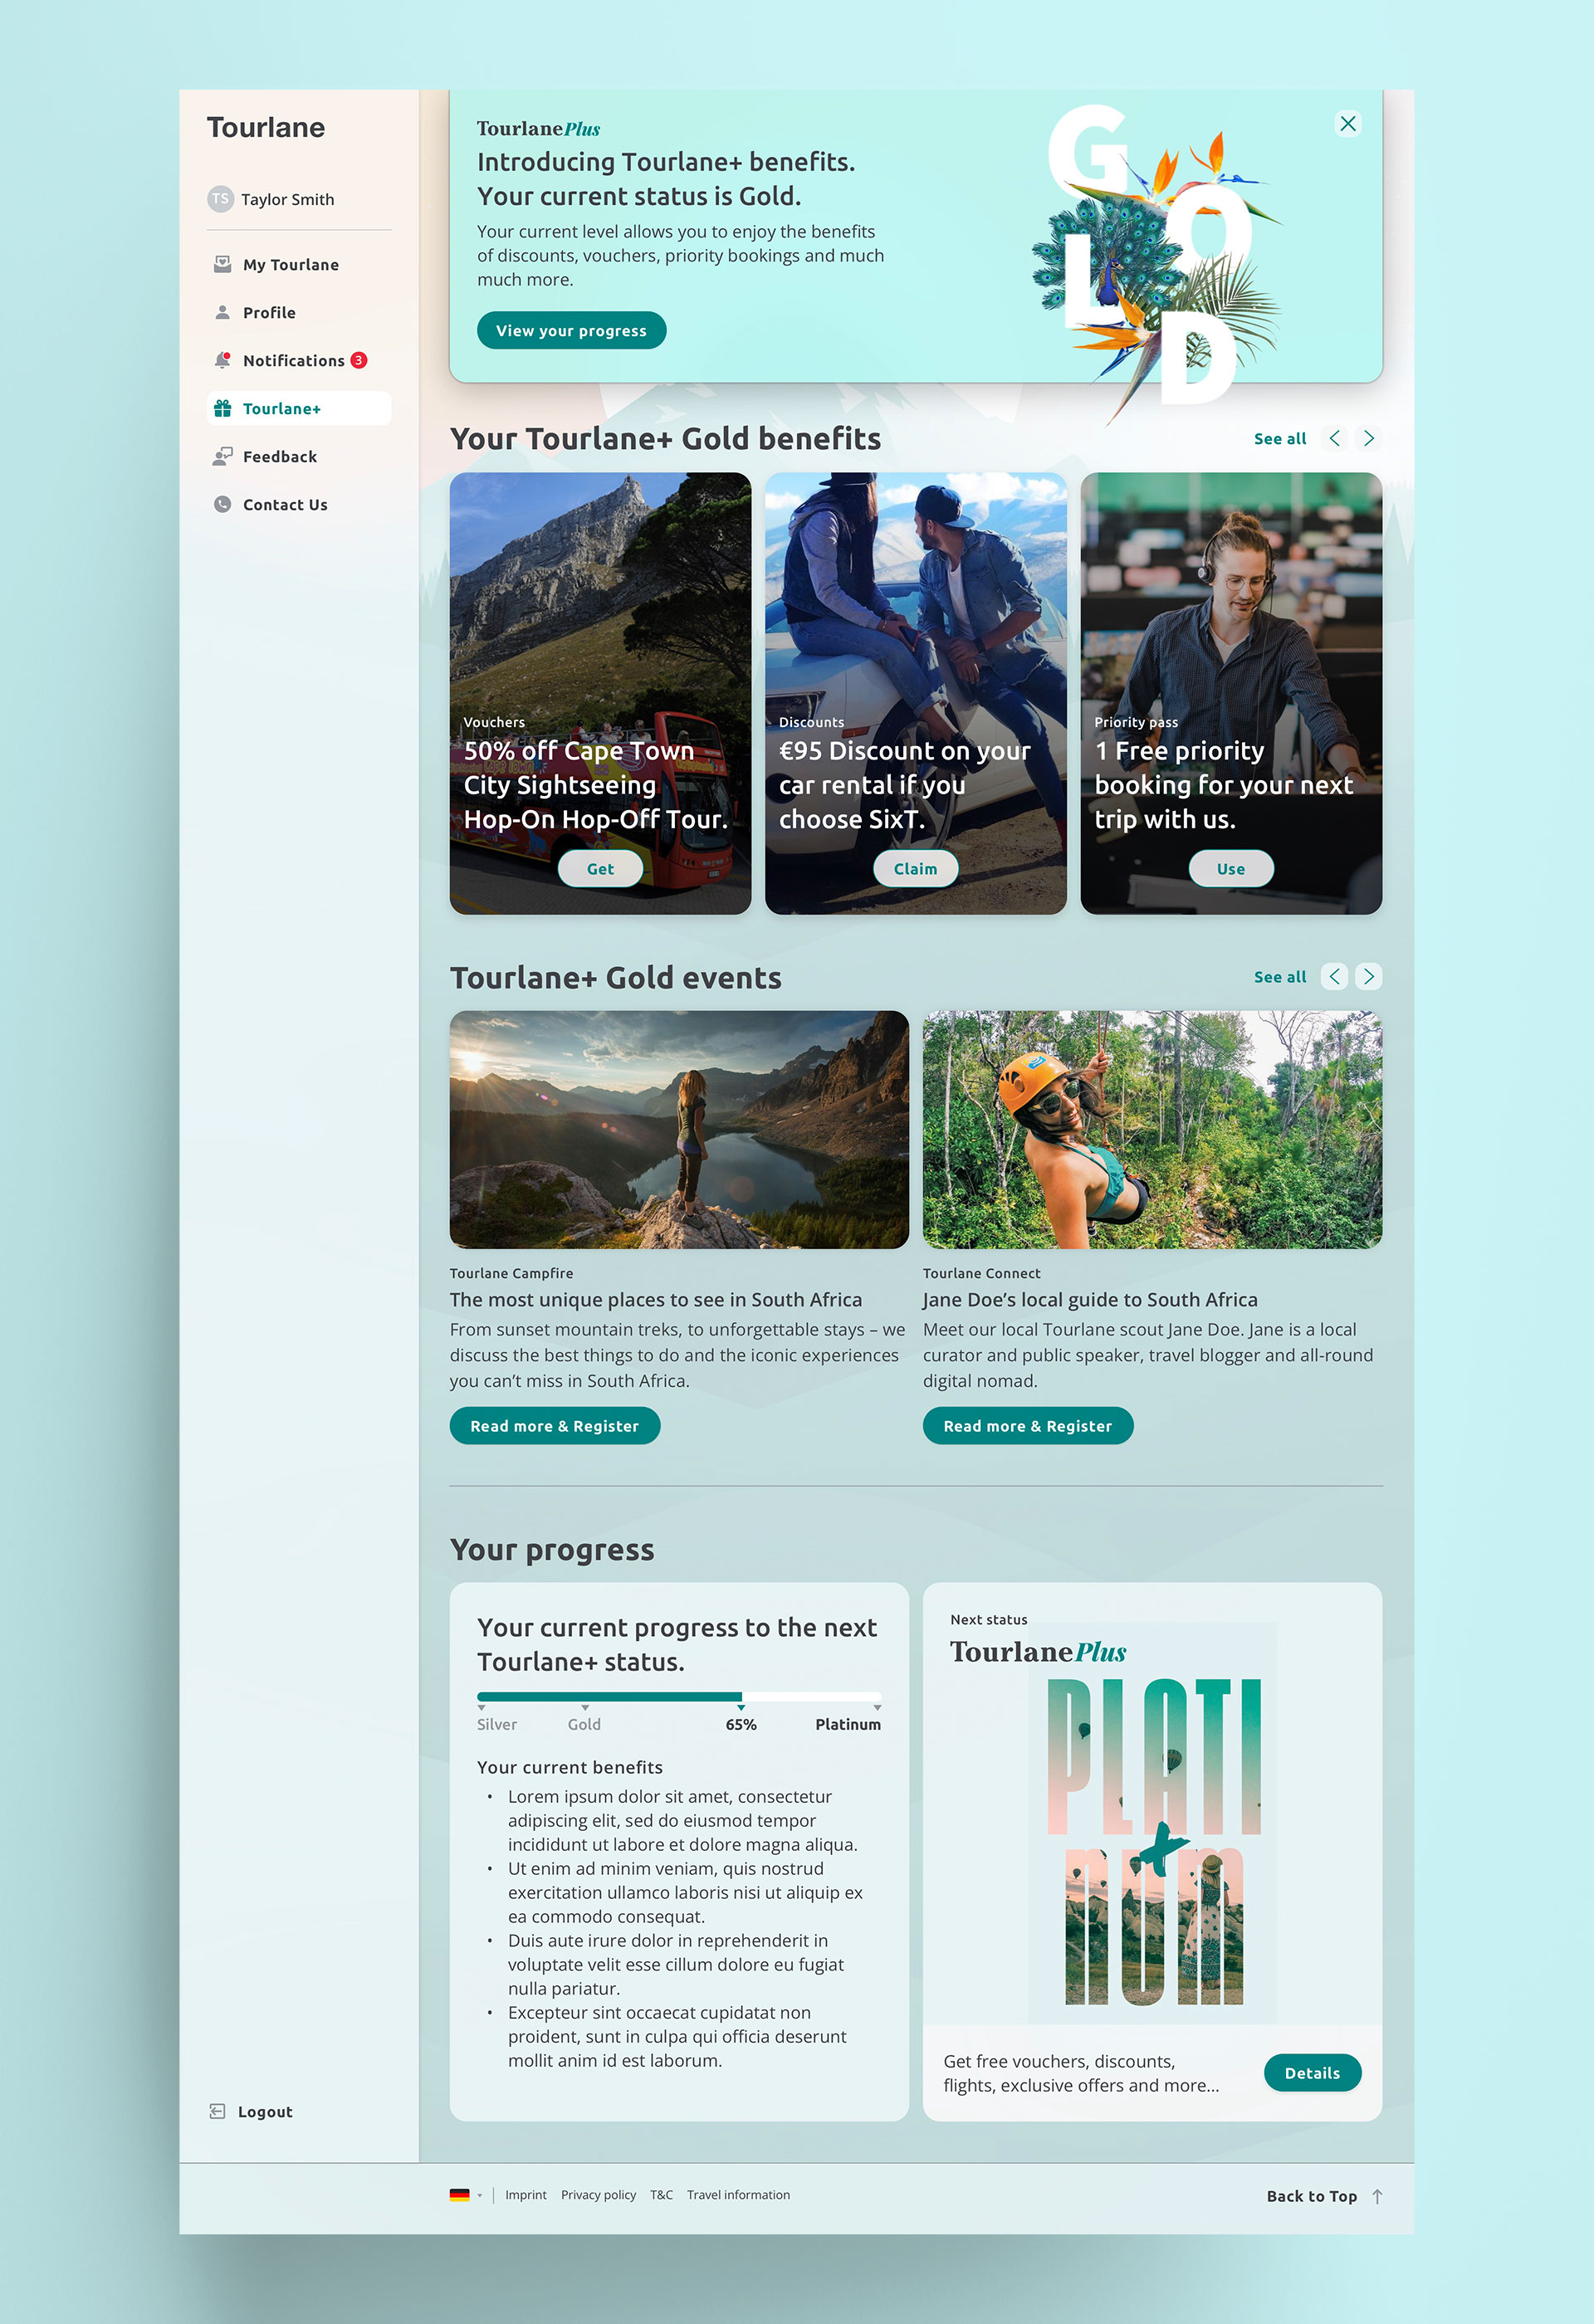 Tourlane
TS Taylor Smith
My Tourlane
Profile
Notifications 3
Tourlane+
Feedback
Contact Us
Logout
TourlanePlus
Introducing Tourlane+ benefits.
Your current status is Gold.
Your current level allows you to enjoy the benefits
of discounts, vouchers, priority bookings and much
much more.
View your progress
G
O
L
D
Your Tourlane+ Gold benefits
See all
Vouchers
50% off Cape Town
City Sightseeing
Hop-On Hop-Off Tour.
Get
Discounts
€95 Discount on your
car rental if you
choose SixT.
Claim
Priority pass
1 Free priority
booking for your next
trip with us.
Use
Tourlane+ Gold events
See all
Tourlane Campfire
The most unique places to see in South Africa
From sunset mountain treks, to unforgettable stays – we
discuss the best things to do and the iconic experiences
you can’t miss in South Africa.
Read more & Register
Tourlane Connect
Jane Doe’s local guide to South Africa
Meet our local Tourlane scout Jane Doe. Jane is a local
curator and public speaker, travel blogger and all-round
digital nomad.
Read more & Register
Your progress
Your current progress to the next
Tourlane+ status.
Silver Gold 65% Platinum
Your current benefits
• Lorem ipsum dolor sit amet, consectetur
adipiscing elit, sed do eiusmod tempor
incididunt ut labore et dolore magna aliqua.
• Ut enim ad minim veniam, quis nostrud
exercitation ullamco laboris nisi ut aliquip ex
ea commodo consequat.
• Duis aute irure dolor in reprehenderit in
voluptate velit esse cillum dolore eu fugiat
nulla pariatur.
• Excepteur sint occaecat cupidatat non
proident, sunt in culpa qui officia deserunt
mollit anim id est laborum.
Next status
TourlanePlus
PLATI
+
NUM
Get free vouchers, discounts,
flights, exclusive offers and more...
Details
Imprint Privacy policy T&C Travel information
Back to Top